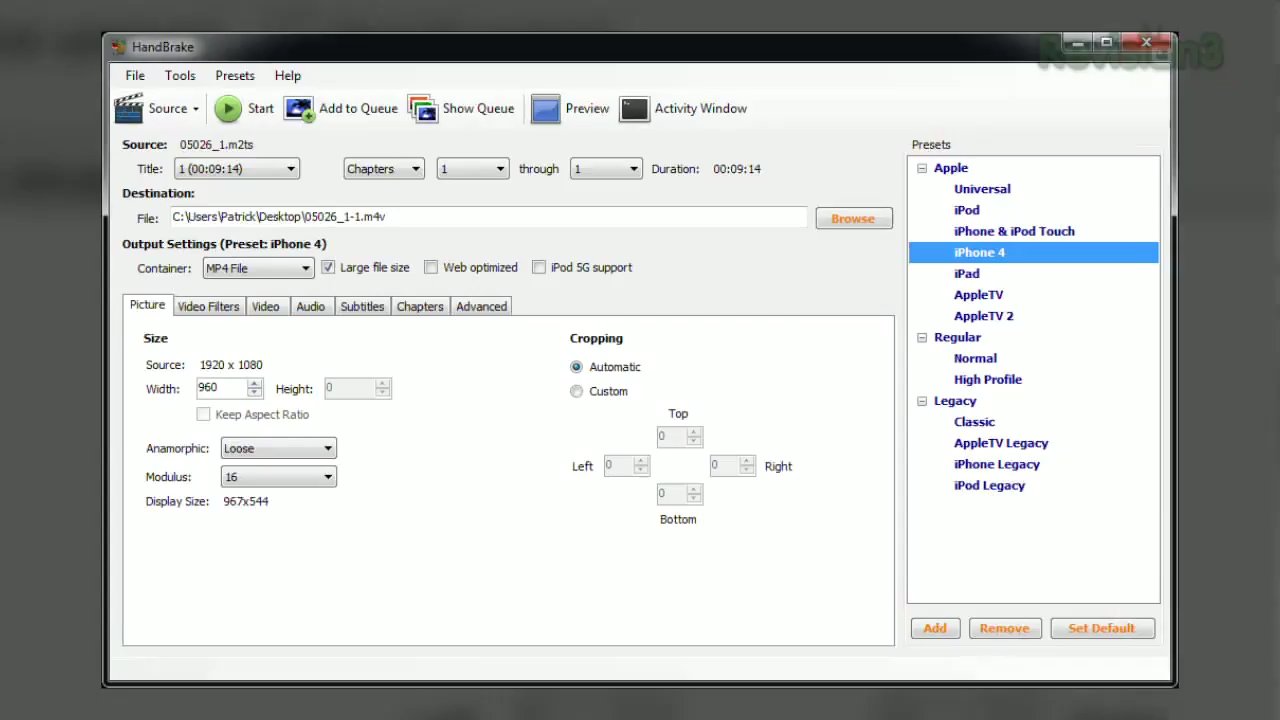 HandBrake
Revision3
File Tools Presets Help
Source Start Add to Queue Show Queue Preview Activity Window
Source: 05026_1.m2ts
Title: 1 (00:09:14) Chapters 1 through 1 Duration: 00:09:14
Destination:
File: C:\Users\Patrick\Desktop\05026_1-1.m4v Browse
Output Settings (Preset: iPhone 4)
Container: MP4 File Large file size Web optimized iPod 5G support
Picture Video Filters Video Audio Subtitles Chapters Advanced
Size
Source: 1920 x 1080
Width: 960 Height: 0
Keep Aspect Ratio
Anamorphic: Loose
Modulus: 16
Display Size: 967x544
Cropping
Automatic
Custom
Top
0
Left 0 0 Right
0
Bottom
Presets
Apple
Universal
iPod
iPhone & iPod Touch
iPhone 4
iPad
AppleTV
AppleTV 2
Regular
Normal
High Profile
Legacy
Classic
AppleTV Legacy
iPhone Legacy
iPod Legacy
Add Remove Set Default